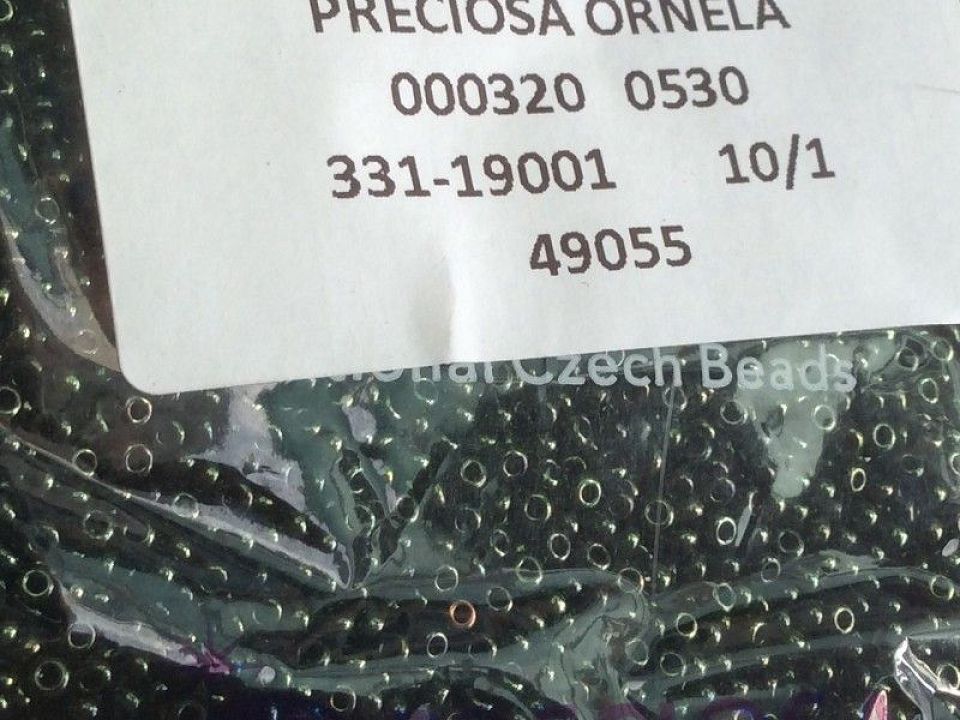 PRECIOSA ORNELA
000320 0530
331-19001 10/1
49055
Czech Beads